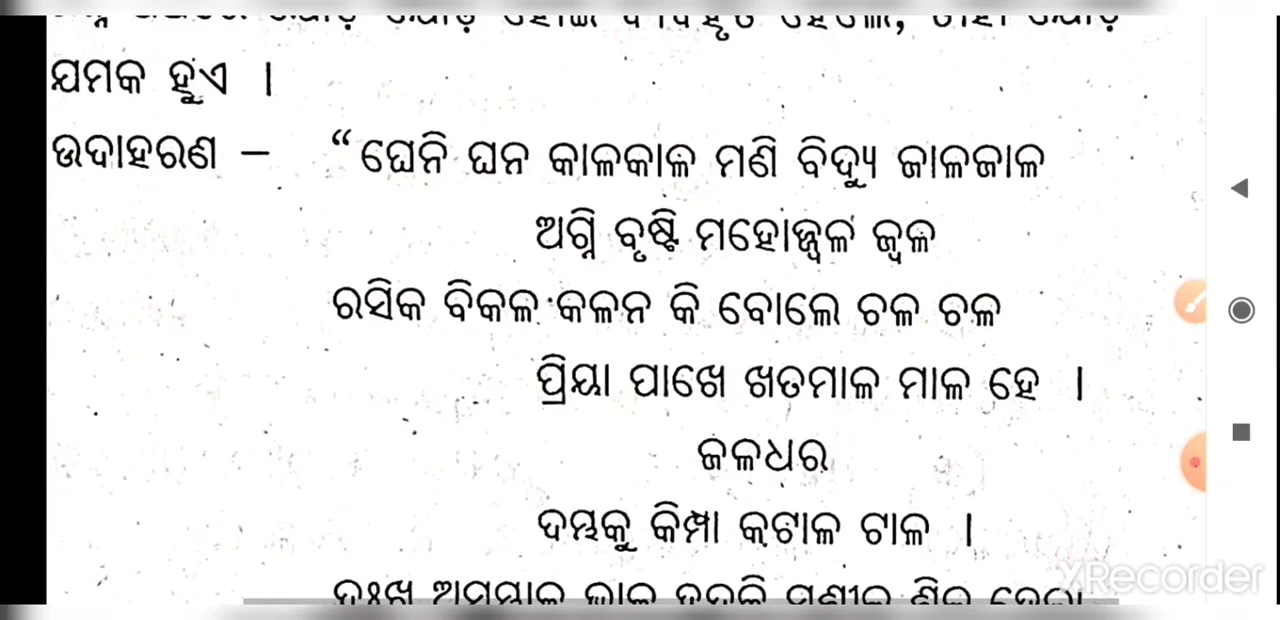 ଯମକ ହୁଏ ।
ଉଦାହରଣ – “ଘେନି ଘନ କାଳକାଳ ମଣି ବିଦ୍ୟୁ ଜାଳଜାଳ
ଅଗ୍ନି ବୃଷ୍ଟି ମହୋଜ୍ଜ୍ୱଳ ଜ୍ୱଳ
ରସିକ ବିକଳ କଳନ କି ବୋଲେ ଚଳ ଚଳ
ପ୍ରିୟା ପାଖେ ଖତମାଳ ମାଳ ହେ ।
ଜଳଧର
ଦମ୍ଭକୁ କିମ୍ପା କଟାଳ ଟାଳ ।
XRecorder